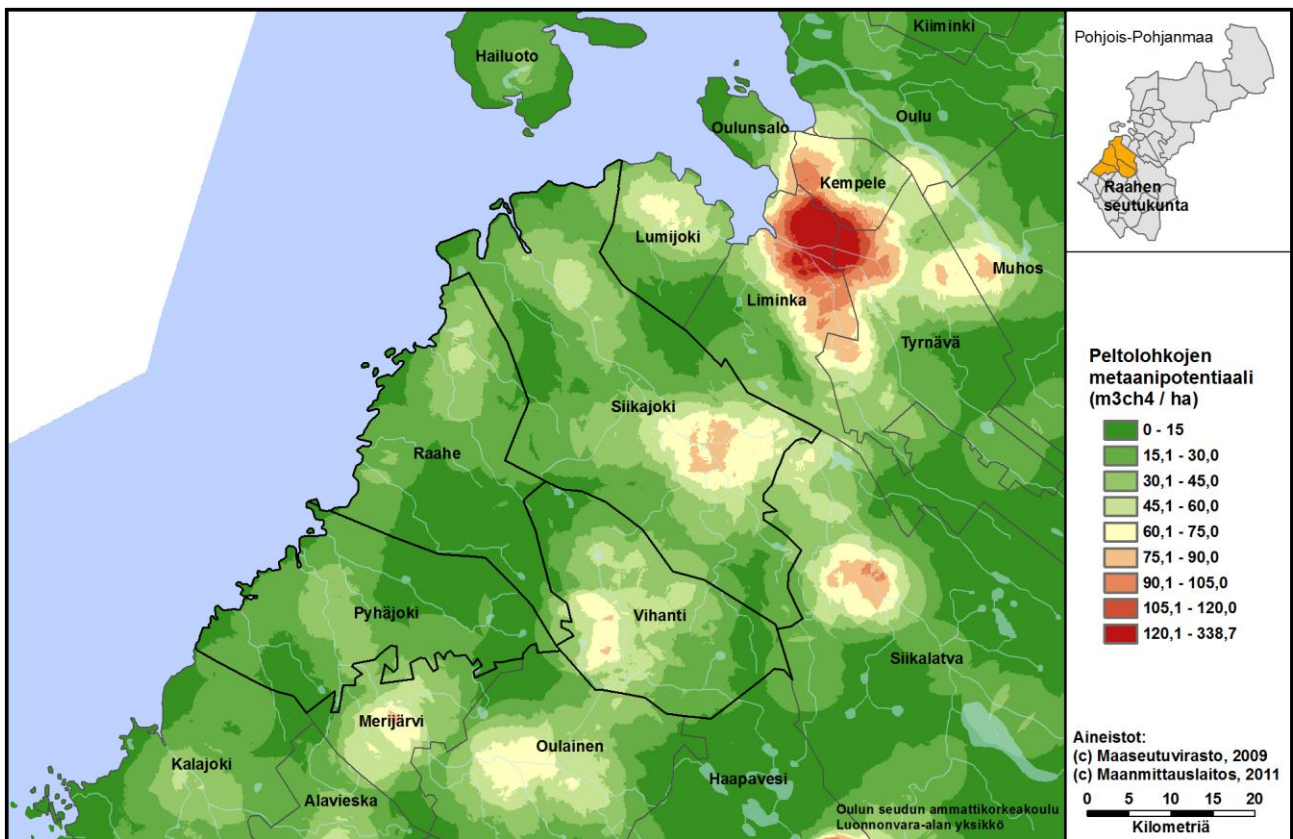 Kiiminki
Hailuoto
Oulunsalo
Oulu
Kempele
Lumijoki
Muhos
Liminka
Tyrnävä
Siikajoki
Raahe
Pyhäjoki
Vihanti
Siikalatva
Merijärvi
Oulainen
Kalajoki
Haapavesi
Alavieska
Oulun seudun ammattikorkeakoulu
Luonnonvara-alan yksikkö
Pohjois-Pohjanmaa
Raahen
seutukunta
Peltolohkojen
metaanipotentiaali
(m3ch4 / ha)
0 - 15
15,1 - 30,0
30,1 - 45,0
45,1 - 60,0
60,1 - 75,0
75,1 - 90,0
90,1 - 105,0
105,1 - 120,0
120,1 - 338,7
Aineistot:
(c) Maaseutuvirasto, 2009
(c) Maanmittauslaitos, 2011
0 5 10 15 20
Kilometriä